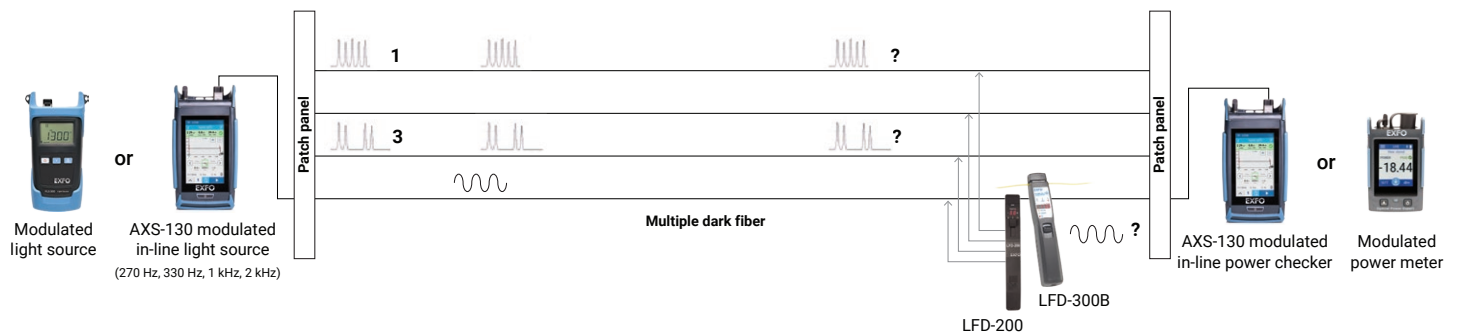 Patch panel
1
?
3
?
Multiple dark fiber
?
Patch panel
1300
EXFO
or
EXFO
Modulated
light source
AXS-130 modulated
in-line light source
(270 Hz, 330 Hz, 1 kHz, 2 kHz)
LFD-300B
LFD-200
EXFO
or
EXFO
-18.44
AXS-130 modulated
in-line power checker
Modulated
power meter